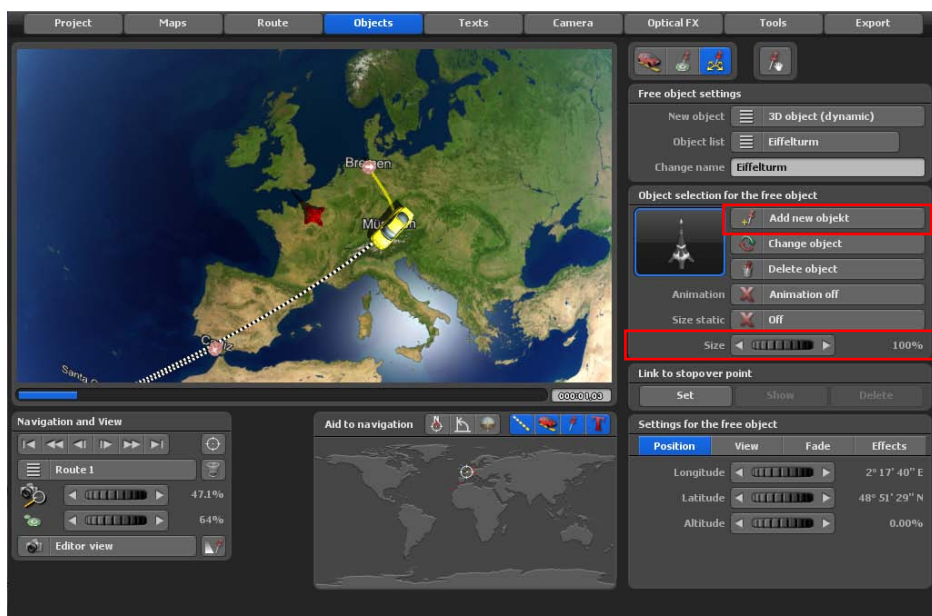 Project Maps Route Objects Texts Camera Optical FX Tools Export
Free object settings
New object 3D object (dynamic)
Object list Eiffelturm
Change name Eiffelturm
Object selection for the free object
Add new objekt
Change object
Delete object
Animation Animation off
Size static Off
Size 100%
Link to stopover point
Set Show Delete
Settings for the free object
Position View Fade Effects
Longitude 2° 17' 40" E
Latitude 48° 51' 29" N
Altitude 0.00%
Bremen
Santa
000:01,03
Navigation and View
Route 1
47.1%
64%
Editor view
Aid to navigation
N